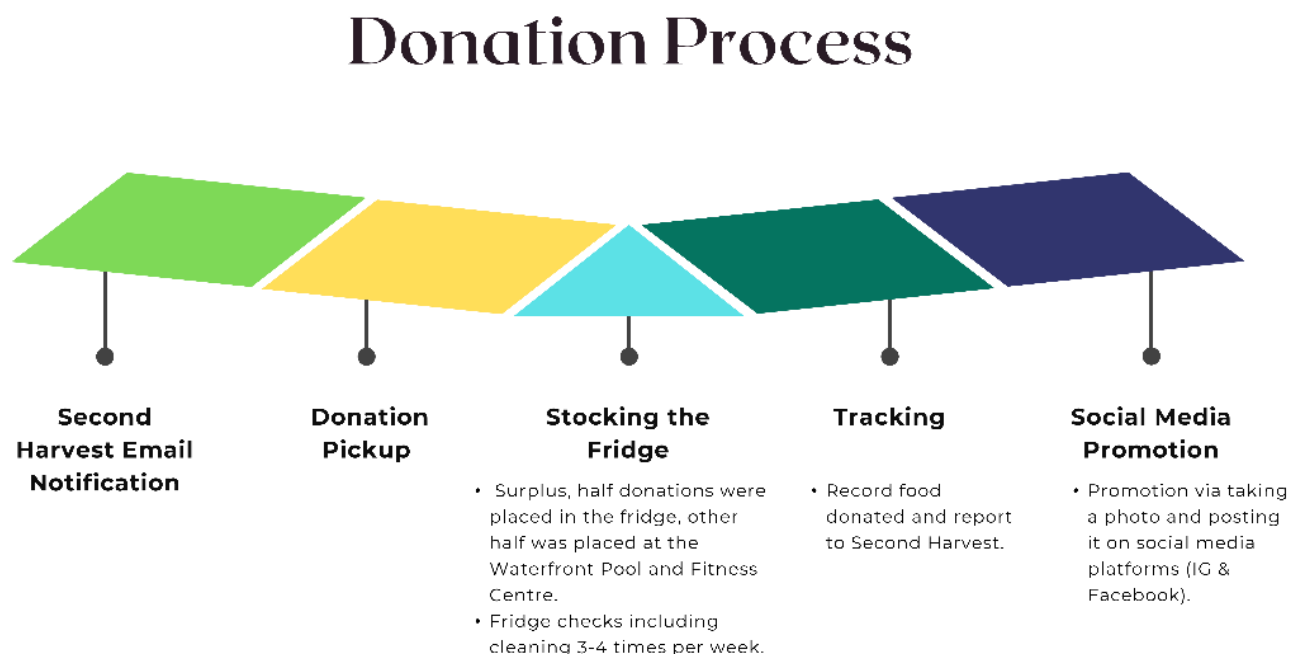 Donation Process
Second
Harvest Email
Notification
Donation
Pickup
Stocking the
Fridge
• Surplus, half donations were
placed in the fridge, other
half was placed at the
Waterfront Pool and Fitness
Centre.
• Fridge checks including
cleaning 3-4 times per week.
Tracking
• Record food
donated and report
to Second Harvest.
Social Media
Promotion
• Promotion via taking
a photo and posting
it on social media
platforms (IG &
Facebook).